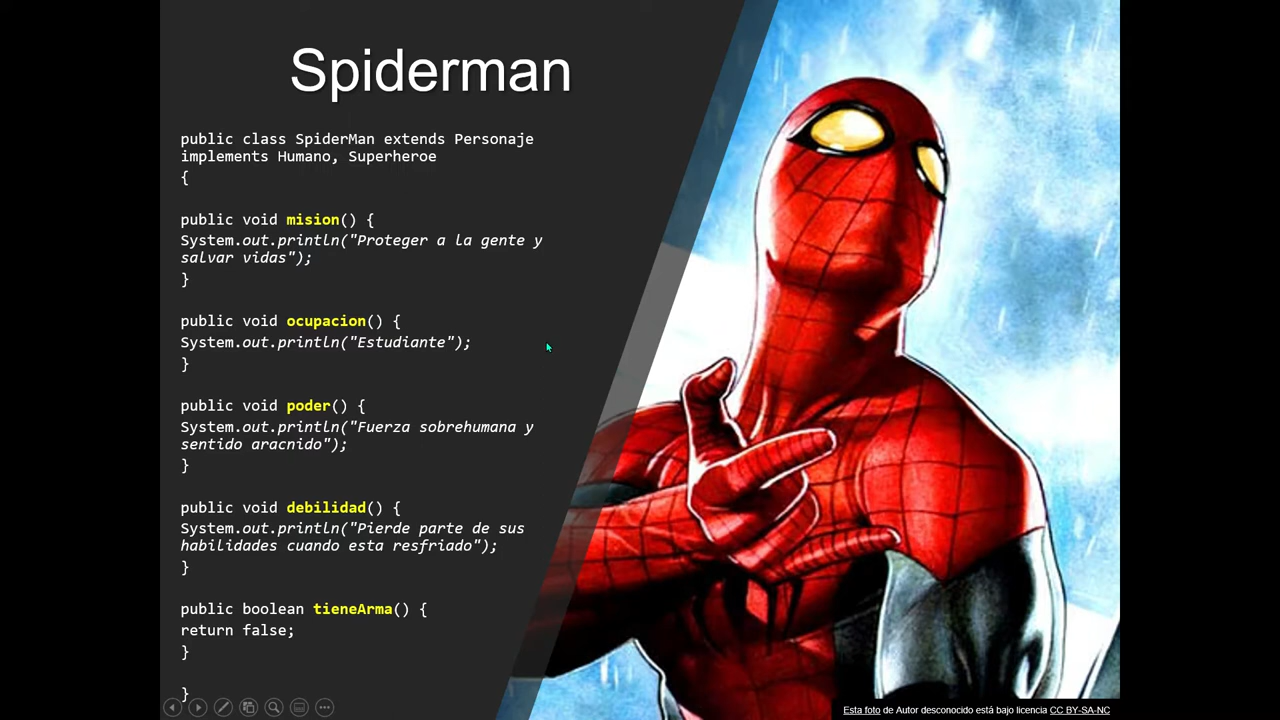 Spiderman
public class SpiderMan extends Personaje
implements Humano, Superheroe
{
public void mision() {
System.out.println("Proteger a la gente y
salvar vidas");
}
public void ocupacion() {
System.out.println("Estudiante");
}
public void poder() {
System.out.println("Fuerza sobrehumana y
sentido aracnido");
}
public void debilidad() {
System.out.println("Pierde parte de sus
habilidades cuando esta resfriado");
}
public boolean tieneArma() {
return false;
}
}
Esta foto de Autor desconocido está bajo licencia CC BY-SA-NC